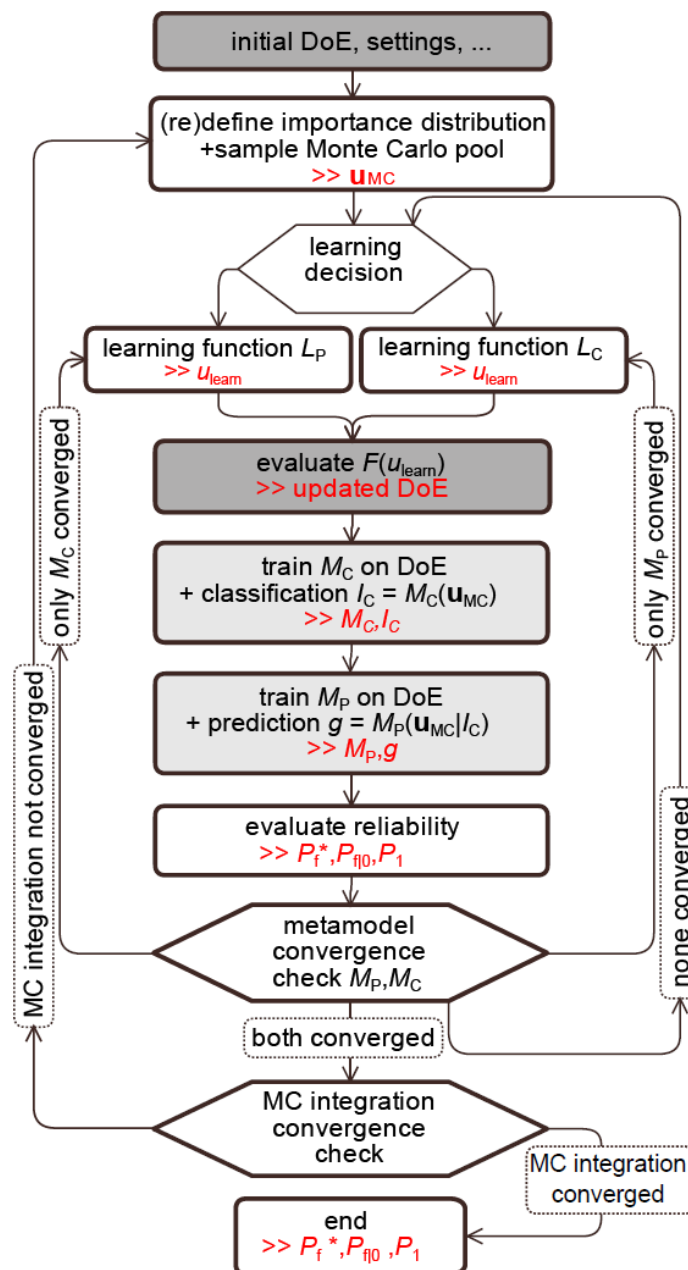 initial DoE, settings, ...
(re)define importance distribution
+sample Monte Carlo pool
>> uMC
learning
decision
learning function LP
>> ulearn
learning function LC
>> ulearn
only MC converged
only MP converged
evaluate F(ulearn)
>> updated DoE
train MC on DoE
+ classification IC = MC(uMC)
>> MC,IC
train MP on DoE
+ prediction g = MP(uMC|IC)
>> MP,g
MC integration not converged
none converged
evaluate reliability
>> Pf*,Pf|0,P1
metamodel
convergence
check MP,MC
both converged
MC integration
convergence
check
MC integration
converged
end
>> Pf *,Pf|0 ,P1